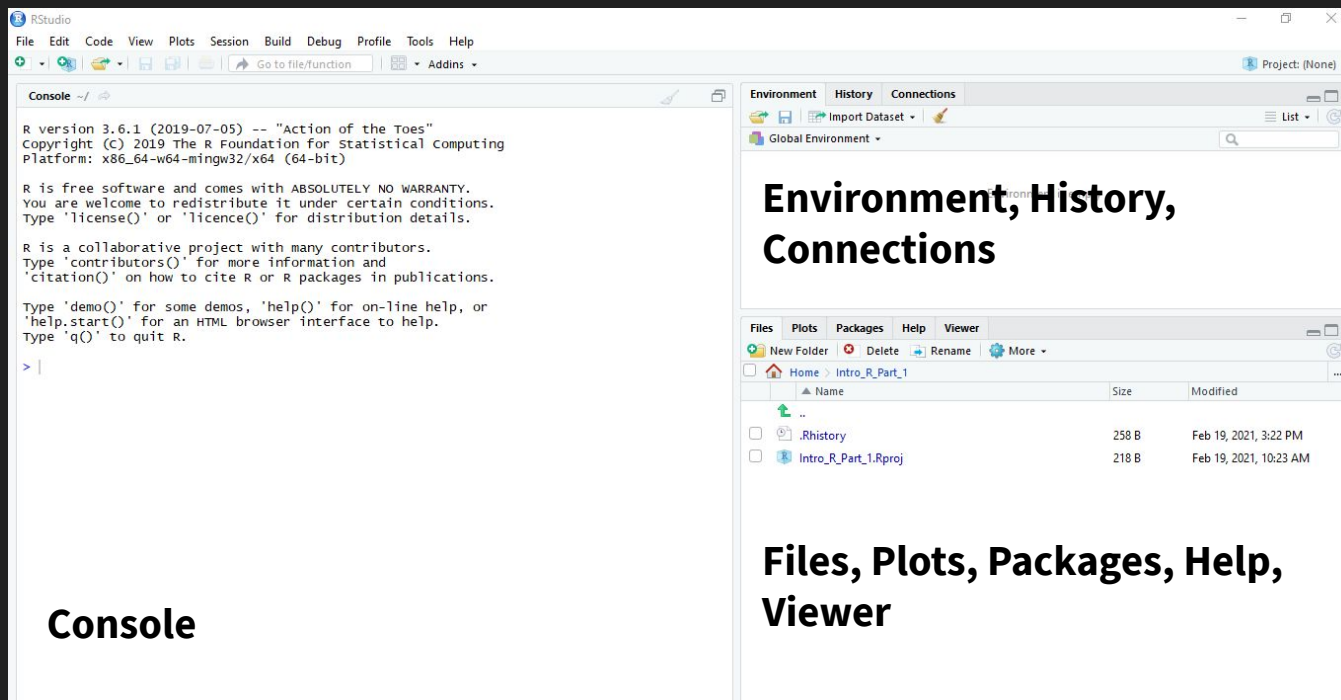 RStudio
File Edit Code View Plots Session Build Debug Profile Tools Help
Go to file/function Addins Project: (None)
Console ~/
R version 3.6.1 (2019-07-05) -- "Action of the Toes"
Copyright (C) 2019 The R Foundation for Statistical Computing
Platform: x86_64-w64-mingw32/x64 (64-bit)
R is free software and comes with ABSOLUTELY NO WARRANTY.
You are welcome to redistribute it under certain conditions.
Type 'license()' or 'licence()' for distribution details.
R is a collaborative project with many contributors.
Type 'contributors()' for more information and
'citation()' on how to cite R or R packages in publications.
Type 'demo()' for some demos, 'help()' for on-line help, or
'help.start()' for an HTML browser interface to help.
Type 'q()' to quit R.
>
Console
Environment History Connections
Import Dataset List
Global Environment
Environment, History,
Connections
Files Plots Packages Help Viewer
New Folder Delete Rename More
Home Intro_R_Part_1 ...
Name Size Modified
..
.Rhistory 258 B Feb 19, 2021, 3:22 PM
Intro_R_Part_1.Rproj 218 B Feb 19, 2021, 10:23 AM
Files, Plots, Packages, Help,
Viewer